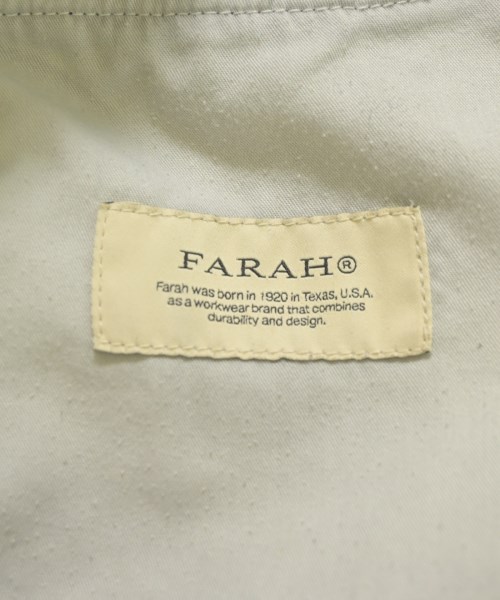 FARAH®
Farah was born in 1920 in Texas, U.S.A.
as a workwear brand that combines
durability and design.